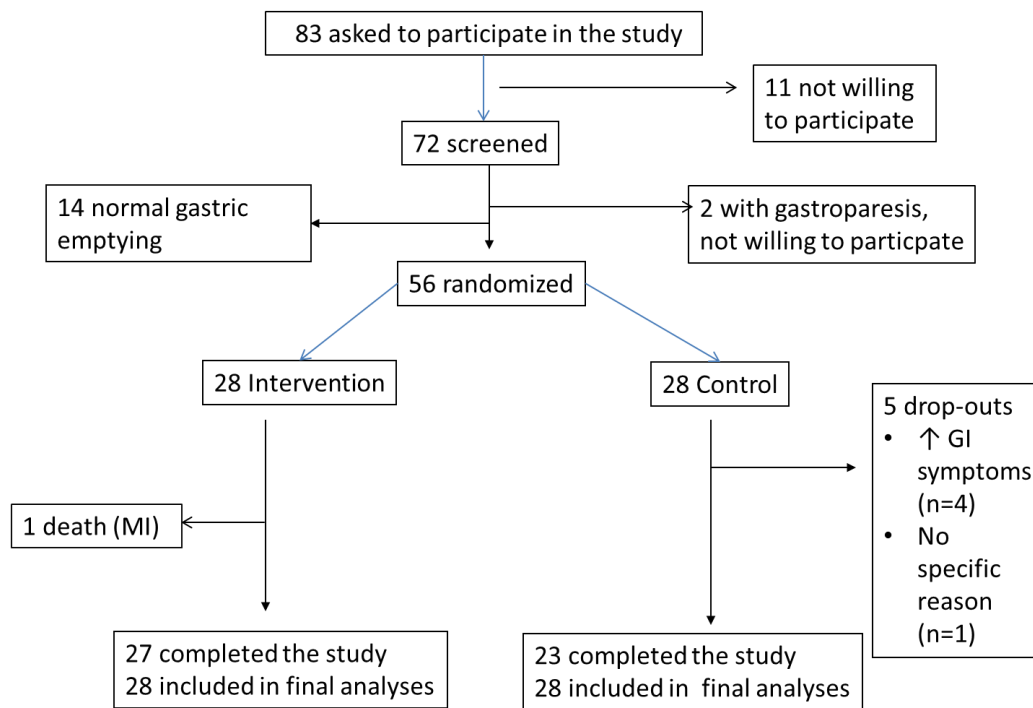 83 asked to participate in the study
11 not willing
to participate
72 screened
14 normal gastric
emptying
2 with gastroparesis,
not willing to particpate
56 randomized
28 Intervention
28 Control
5 drop-outs
• ↑ GI
symptoms
(n=4)
• No
specific
reason
(n=1)
1 death (MI)
27 completed the study
28 included in final analyses
23 completed the study
28 included in  final analyses